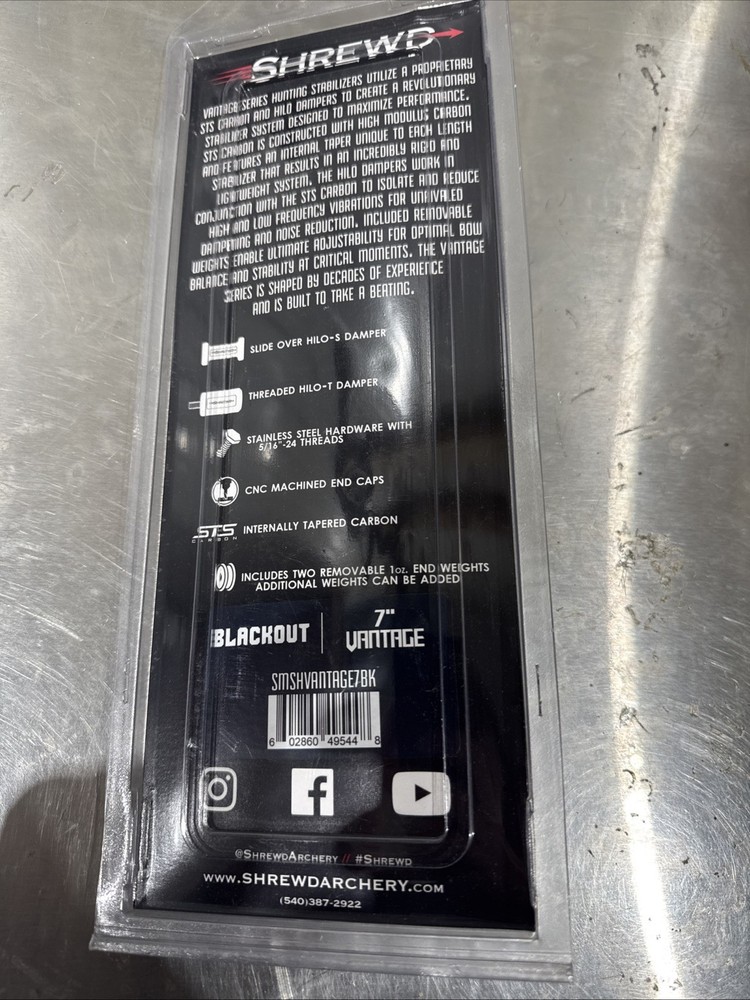 SHREWD
VANTAGE SERIES HUNTING STABILIZERS UTILIZE A PROPRIETARY
STS CARBON AND HILO DAMPERS TO CREATE A REVOLUTIONARY
STABILIZER SYSTEM DESIGNED TO MAXIMIZE PERFORMANCE.
STS CARBON IS CONSTRUCTED WITH HIGH MODULUS CARBON
AND FEATURES AN INTERNAL TAPER UNIQUE TO EACH LENGTH
STABILIZER THAT RESULTS IN AN INCREDIBLY RIGID AND
LIGHTWEIGHT SYSTEM. THE HILO DAMPERS WORK IN
CONJUNCTION WITH THE STS CARBON TO ISOLATE AND REDUCE
HIGH AND LOW FREQUENCY VIBRATIONS FOR UNRIVALED
DAMPENING AND NOISE REDUCTION. INCLUDED REMOVABLE
WEIGHTS ENABLE ULTIMATE ADJUSTABILITY FOR OPTIMAL BOW
BALANCE AND STABILITY AT CRITICAL MOMENTS. THE VANTAGE
SERIES IS SHAPED BY DECADES OF EXPERIENCE
AND IS BUILT TO TAKE A BEATING.
SLIDE OVER HILO-S DAMPER
THREADED HILO-T DAMPER
STAINLESS STEEL HARDWARE WITH
5/16"-24 THREADS
CNC MACHINED END CAPS
STS CARBON INTERNALLY TAPERED CARBON
INCLUDES TWO REMOVABLE 1oz. END WEIGHTS
ADDITIONAL WEIGHTS CAN BE ADDED
BLACKOUT
7"
VANTAGE
SMSHVANTAGE7BK
6 02860 49544 8
@SHREWDARCHERY // #SHREWD
WWW.SHREWDARCHERY.COM
(540)387-2922